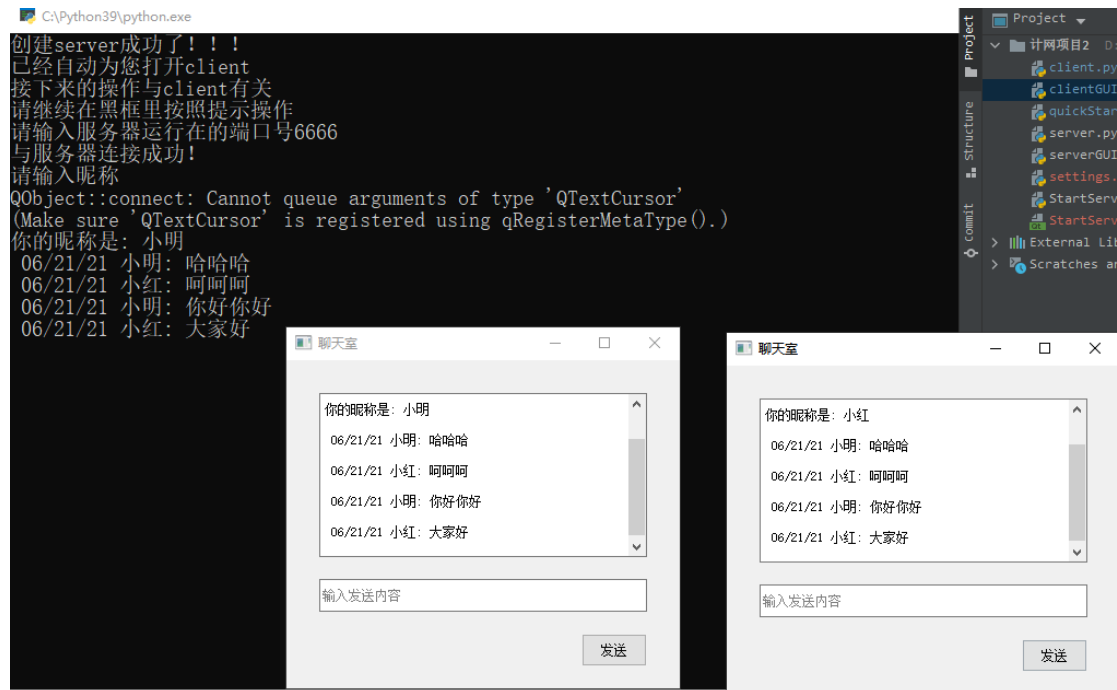 C:\Python39\python.exe
创建server成功了！！！
已经自动为您打开client
接下来的操作与client有关
请继续在黑框里按照提示操作
请输入服务器运行在的端口号6666
与服务器连接成功！
请输入昵称
QObject::connect: Cannot queue arguments of type 'QTextCursor'
(Make sure 'QTextCursor' is registered using qRegisterMetaType().)
你的昵称是: 小明
06/21/21 小明: 哈哈哈
06/21/21 小红: 呵呵呵
06/21/21 小明: 你好你好
06/21/21 小红: 大家好
聊天室
你的昵称是: 小明
06/21/21 小明: 哈哈哈
06/21/21 小红: 呵呵呵
06/21/21 小明: 你好你好
06/21/21 小红: 大家好
输入发送内容
发送
聊天室
你的昵称是: 小红
06/21/21 小明: 哈哈哈
06/21/21 小红: 呵呵呵
06/21/21 小明: 你好你好
06/21/21 小红: 大家好
输入发送内容
发送
Project
Structure
Commit
Project
计网项目2 D:
client.py
clientGUI
quickStar
server.py
serverGUI
settings.
StartServ
StartServ
External Lib
Scratches an